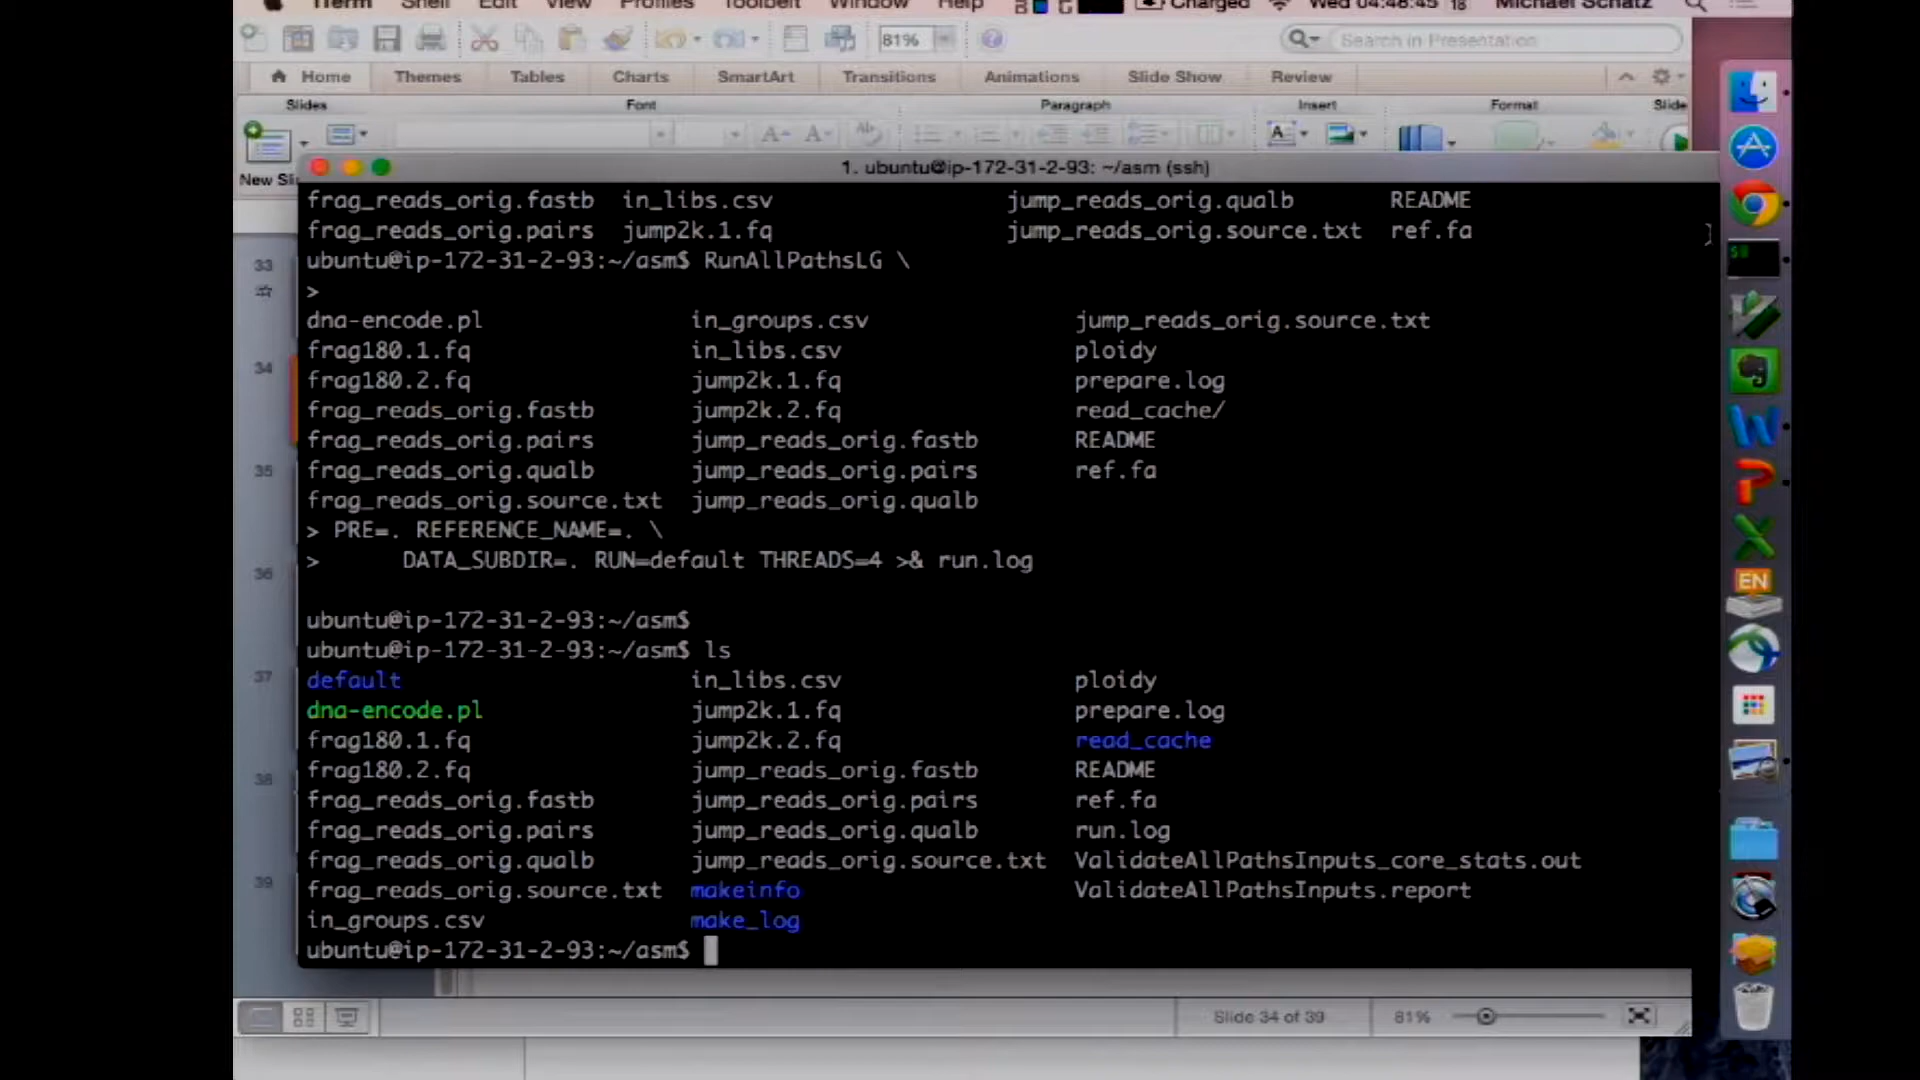 iTerm Shell Edit View Profiles Toolbelt Window Help Charged Wed 04:48:45 18 Michael Schatz
81% Search in Presentation
Home Themes Tables Charts SmartArt Transitions Animations Slide Show Review
Slides Font Paragraph Insert Format Slide
New Sli
1. ubuntu@ip-172-31-2-93: ~/asm (ssh)
frag_reads_orig.fastb in_libs.csv jump_reads_orig.qualb README
frag_reads_orig.pairs jump2k.1.fq jump_reads_orig.source.txt ref.fa
ubuntu@ip-172-31-2-93:~/asm$ RunAllPathsLG \
>
dna-encode.pl in_groups.csv jump_reads_orig.source.txt
frag180.1.fq in_libs.csv ploidy
frag180.2.fq jump2k.1.fq prepare.log
frag_reads_orig.fastb jump2k.2.fq read_cache/
frag_reads_orig.pairs jump_reads_orig.fastb README
frag_reads_orig.qualb jump_reads_orig.pairs ref.fa
frag_reads_orig.source.txt jump_reads_orig.qualb
> PRE=. REFERENCE_NAME=. \
> DATA_SUBDIR=. RUN=default THREADS=4 >& run.log
ubuntu@ip-172-31-2-93:~/asm$
ubuntu@ip-172-31-2-93:~/asm$ ls
default in_libs.csv ploidy
dna-encode.pl jump2k.1.fq prepare.log
frag180.1.fq jump2k.2.fq read_cache
frag180.2.fq jump_reads_orig.fastb README
frag_reads_orig.fastb jump_reads_orig.pairs ref.fa
frag_reads_orig.pairs jump_reads_orig.qualb run.log
frag_reads_orig.qualb jump_reads_orig.source.txt ValidateAllPathsInputs_core_stats.out
frag_reads_orig.source.txt makeinfo ValidateAllPathsInputs.report
in_groups.csv make_log
ubuntu@ip-172-31-2-93:~/asm$
33
34
35
36
37
38
39
EN
Slide 34 of 39 81%